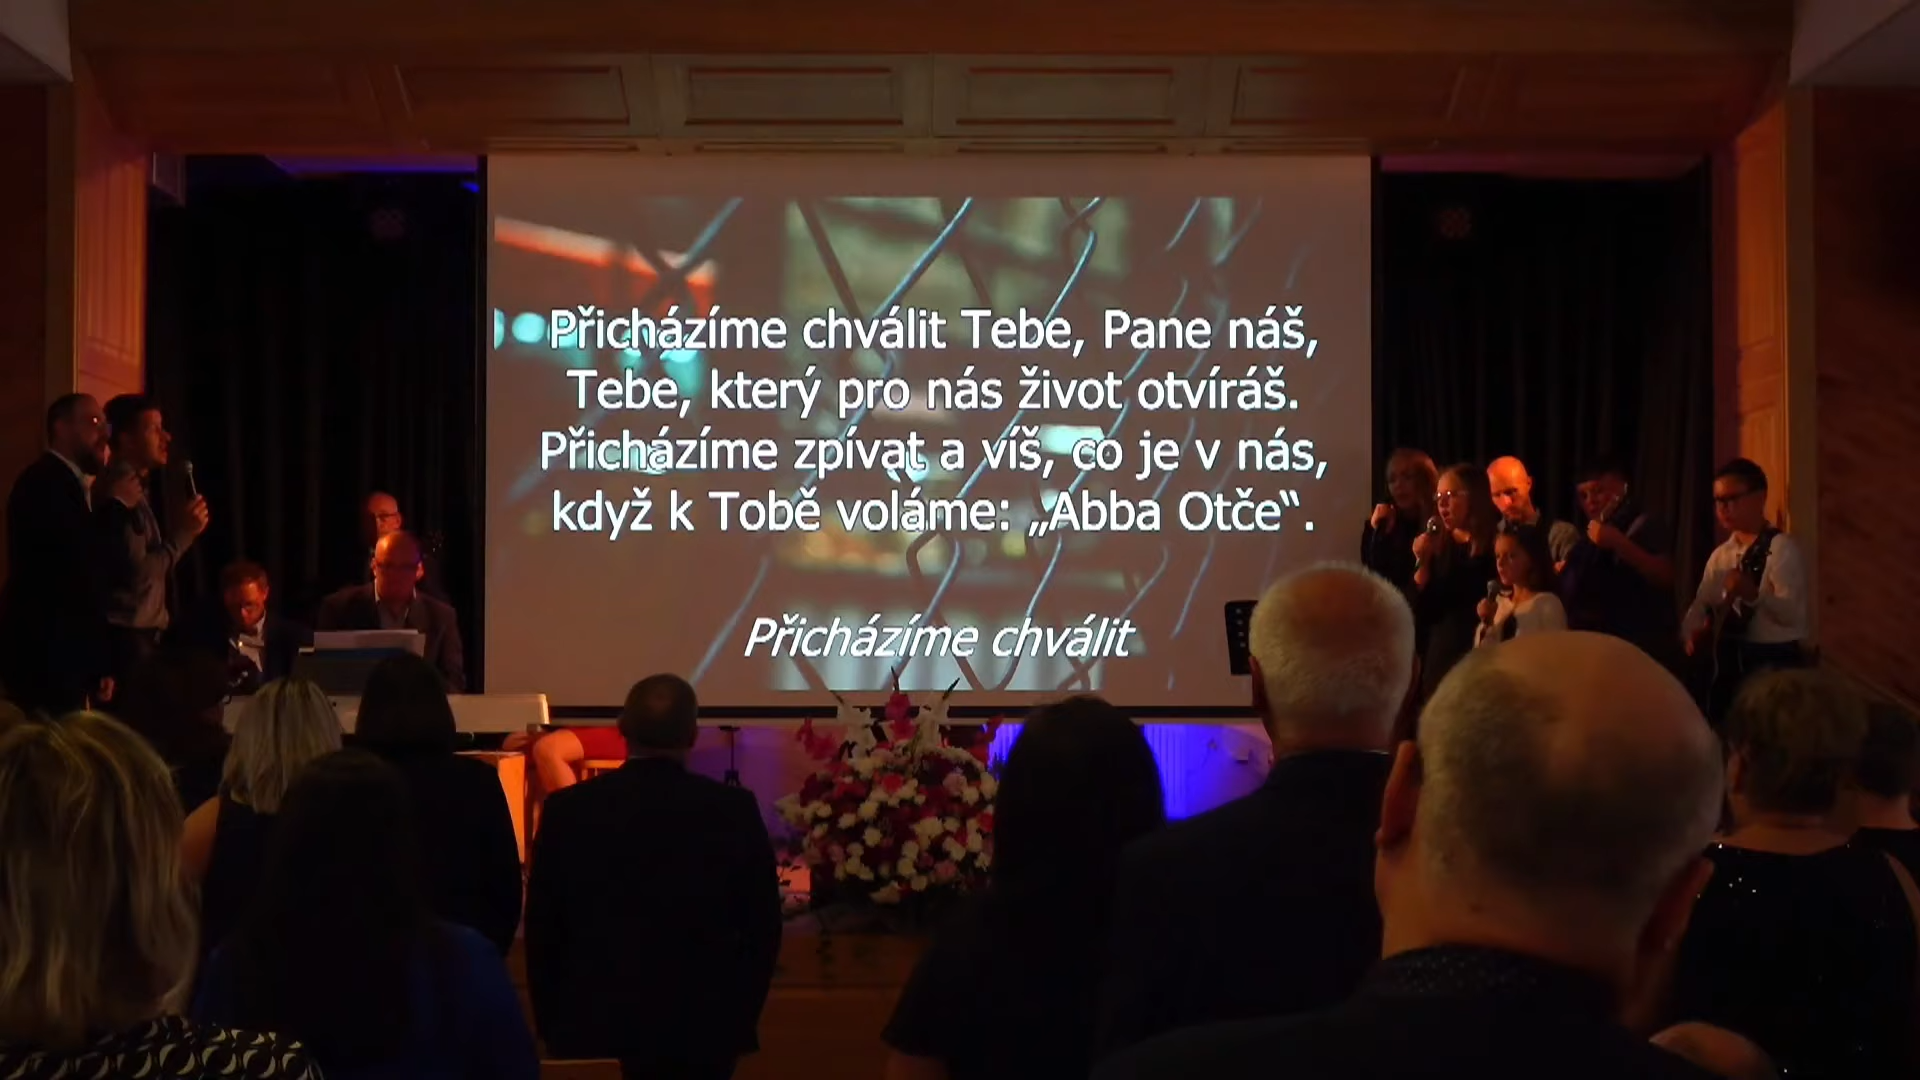 Přicházíme chválit Tebe, Pane náš,
Tebe, který pro nás život otvíráš.
Přicházíme zpívat a víš, co je v nás,
když k Tobě voláme: „Abba Otče“.
Přicházíme chválit